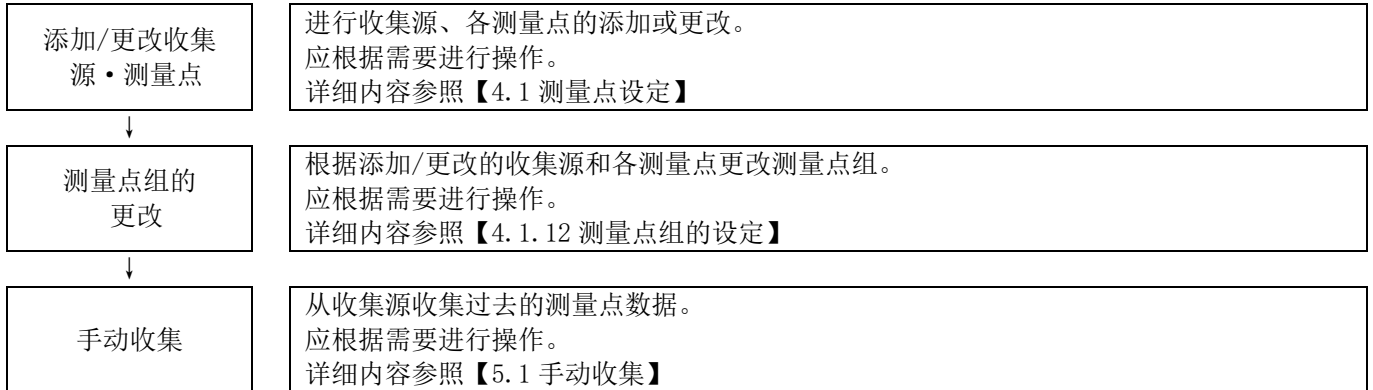 添加/更改收集
源·测量点
进行收集源、各测量点的添加或更改。
应根据需要进行操作。
详细内容参照【4.1 测量点设定】
↓
测量点组的
更改
根据添加/更改的收集源和各测量点更改测量点组。
应根据需要进行操作。
详细内容参照【4.1.12 测量点组的设定】
↓
手动收集
从收集源收集过去的测量点数据。
应根据需要进行操作。
详细内容参照【5.1 手动收集】